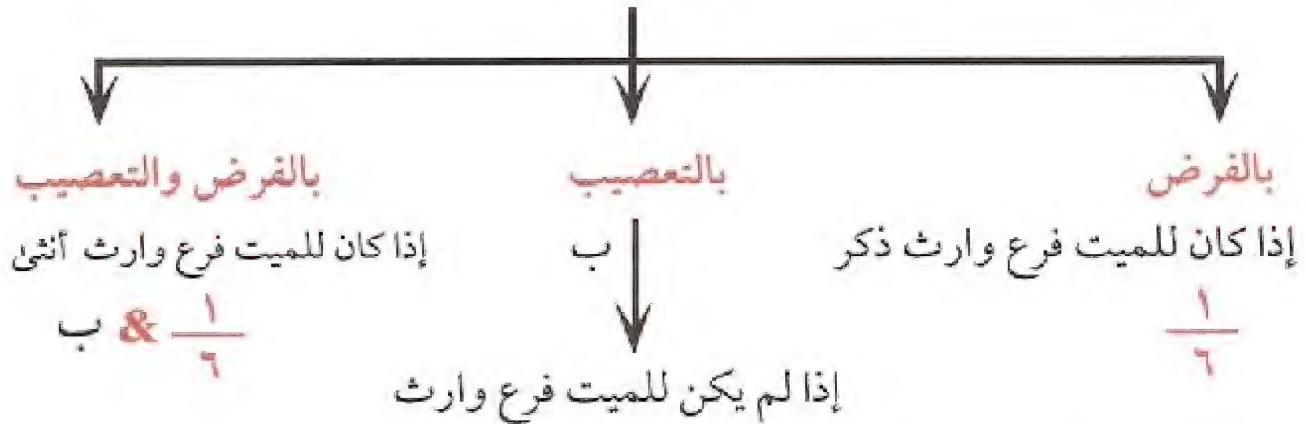 بالفرض
إذا كان للميت فرع وارث ذكر
١
٦
بالتعصيب
ب
إذا لم يكن للميت فرع وارث
بالفرض والتعصيب
إذا كان للميت فرع وارث أنثى
١
٦
& ب